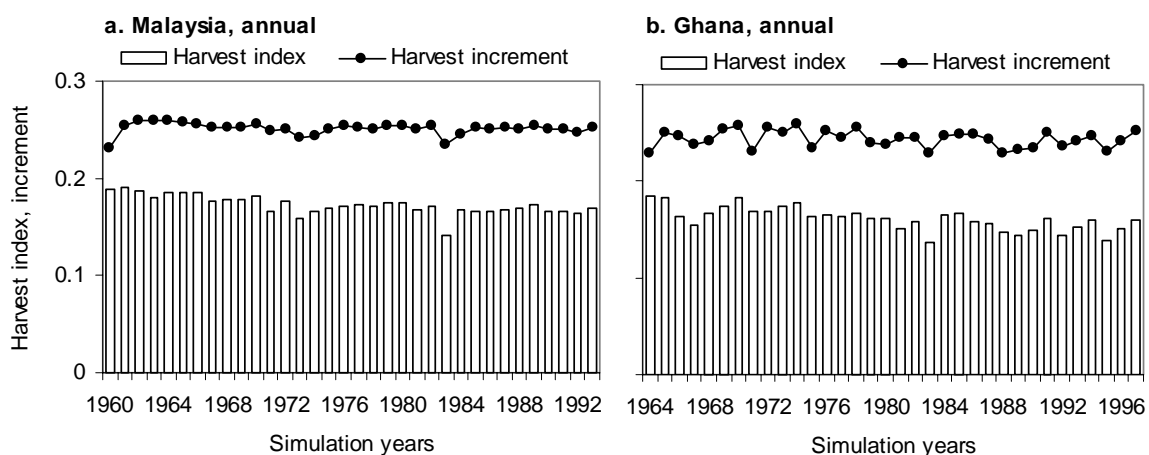 a. Malaysia, annual
Harvest index Harvest increment
0.3
0.2
0.1
0
Harvest index, increment
1960 1964 1968 1972 1976 1980 1984 1988 1992
Simulation years
b. Ghana, annual
Harvest index Harvest increment
1964 1968 1972 1976 1980 1984 1988 1992 1996
Simulation years